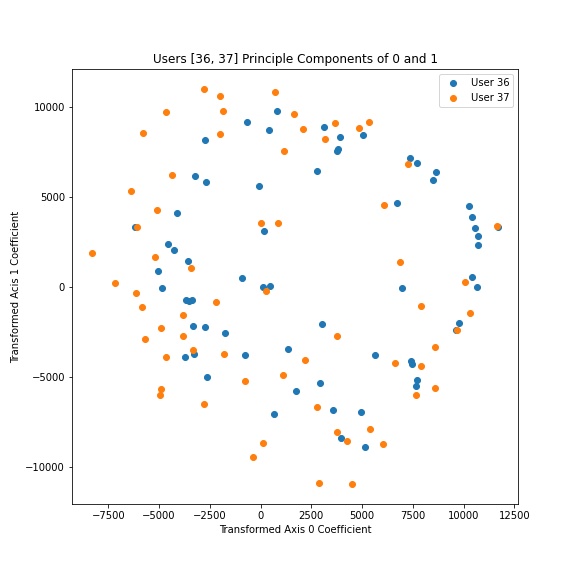 Users [36, 37] Principle Components of 0 and 1
User 36
User 37
10000
5000
0
−5000
−10000
Transformed Acis 1 Coefficient
−7500 −5000 −2500 0 2500 5000 7500 10000 12500
Transformed Axis 0 Coefficient